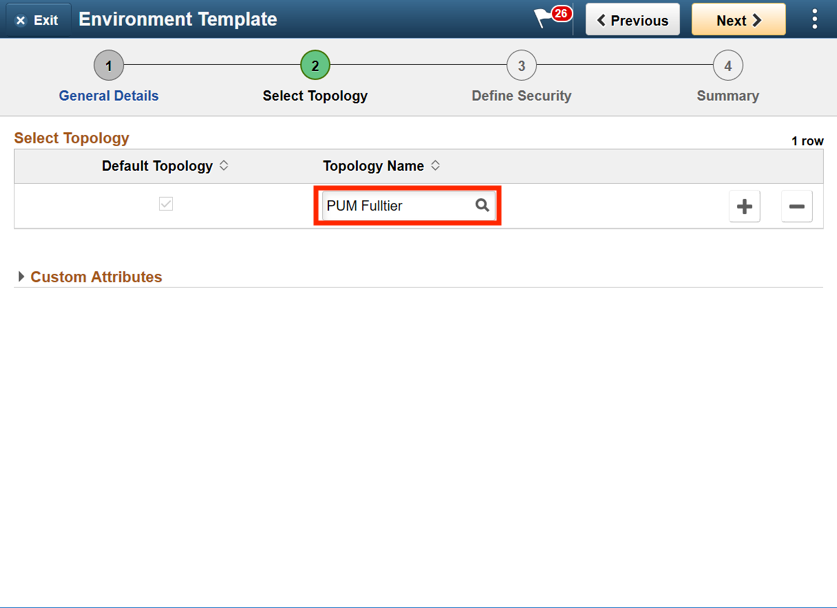 Exit Environment Template 26 Previous Next
1 2 3 4
General Details Select Topology Define Security Summary
Select Topology 1 row
Default Topology Topology Name
PUM Fulltier
Custom Attributes